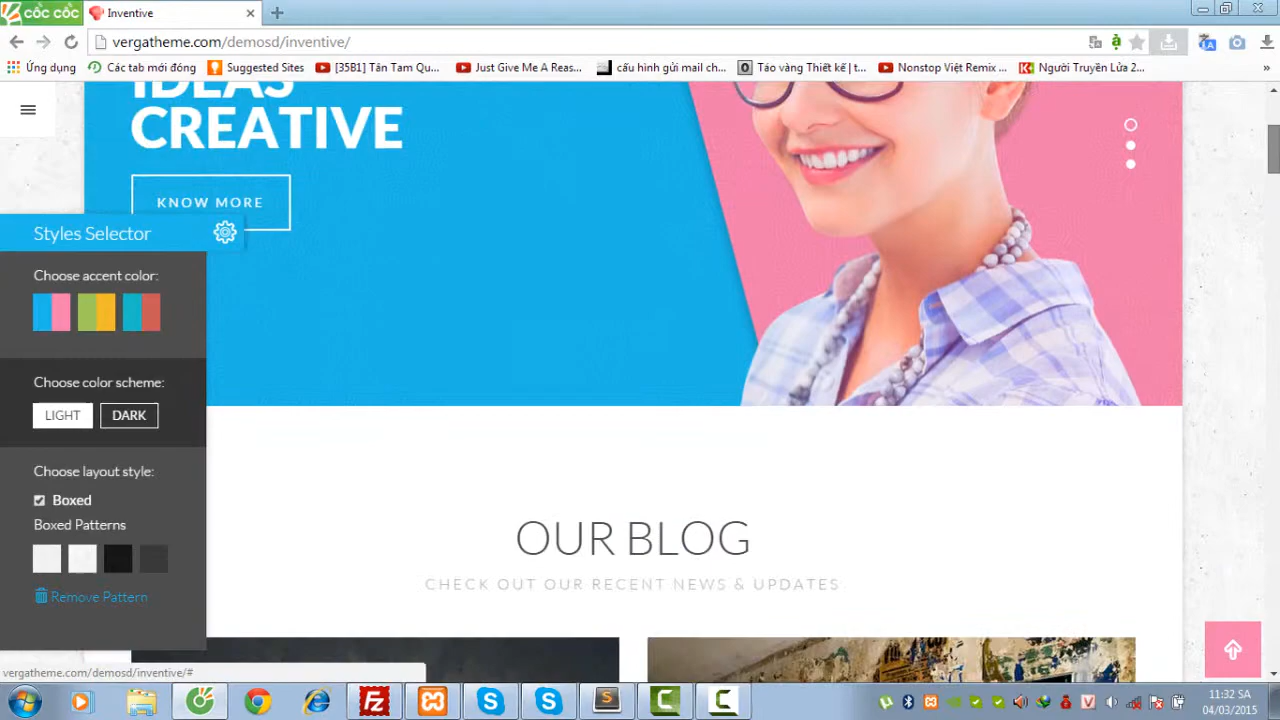 cốc cốc
Inventive
vergatheme.com/demosd/inventive/
Ứng dụng
Các tab mới đóng
Suggested Sites
[35B1] Tân Tam Qu...
Just Give Me A Reas...
cấu hình gửi mail ch...
Táo vàng Thiết kế | t...
Nonstop Việt Remix ...
Người Truyền Lửa 2...
»
IDEAS
CREATIVE
KNOW MORE
Styles Selector
Choose accent color:
Choose color scheme:
LIGHT
DARK
Choose layout style:
Boxed
Boxed Patterns
Remove Pattern
OUR BLOG
CHECK OUT OUR RECENT NEWS & UPDATES
vergatheme.com/demosd/inventive/#
11:32 SA
04/03/2015